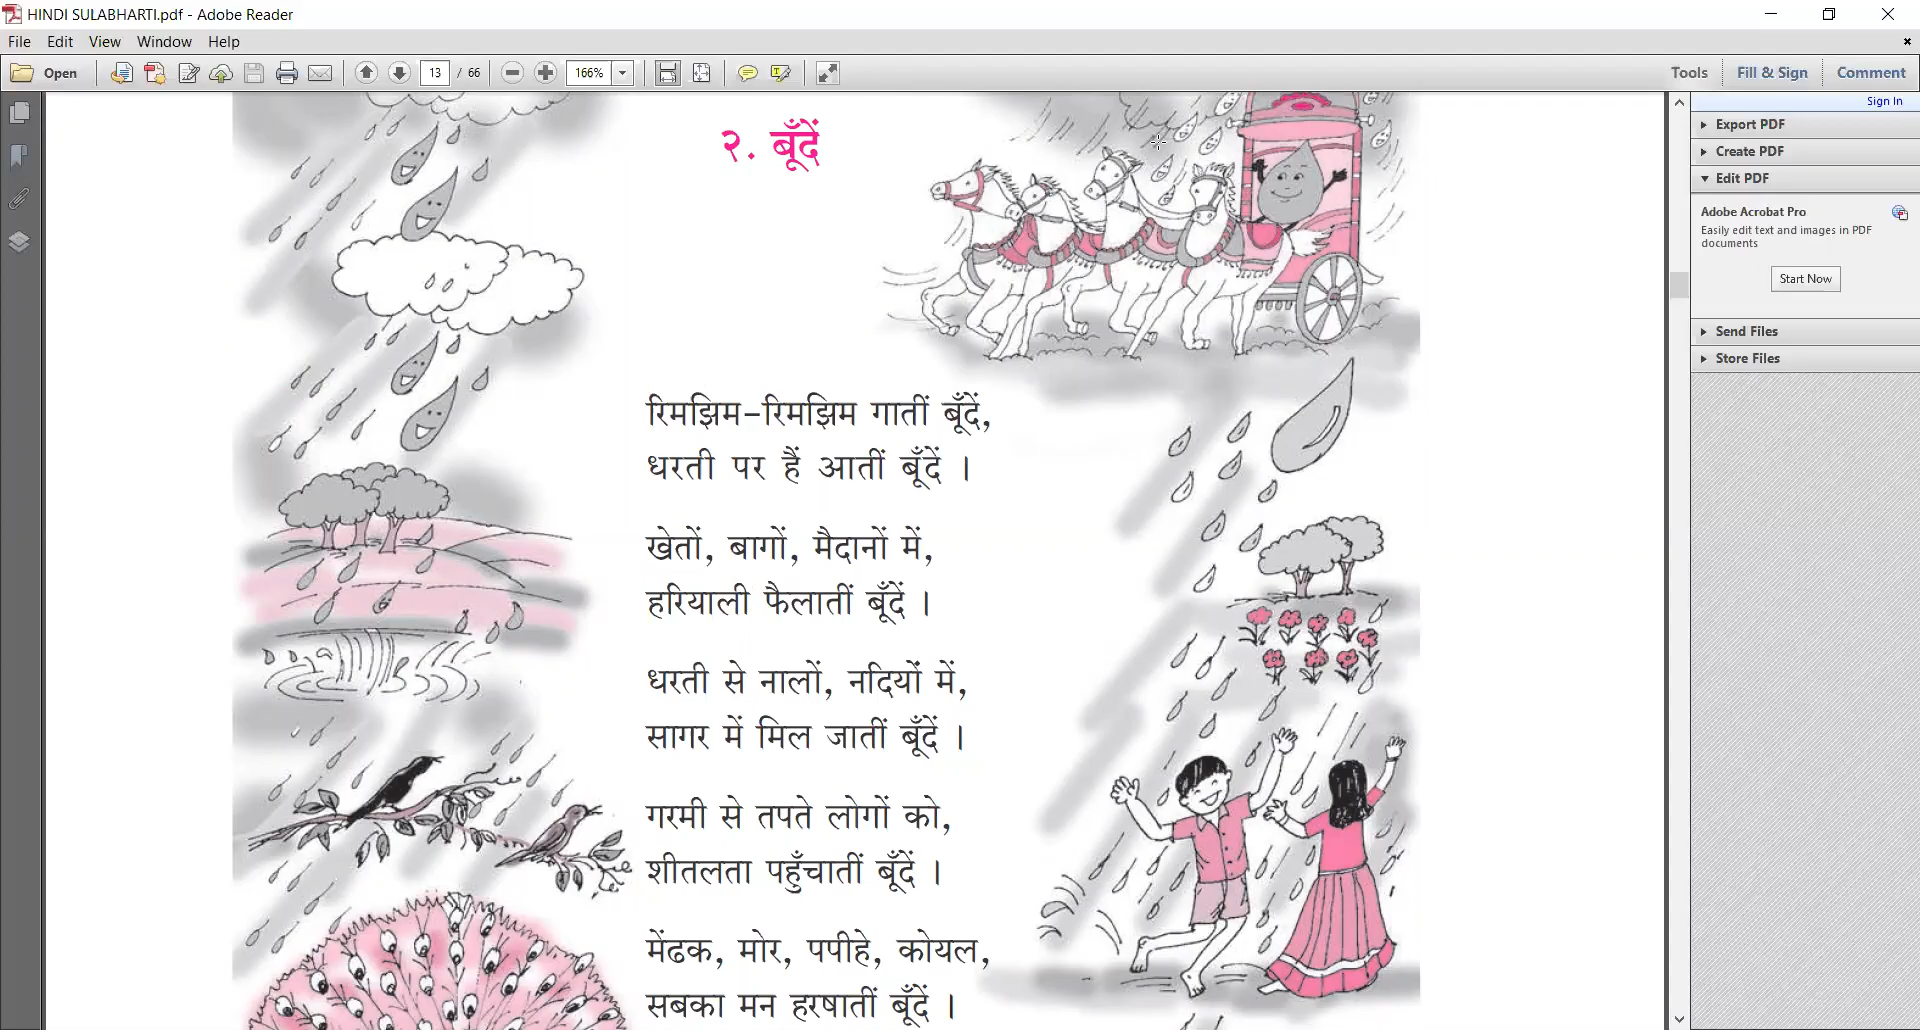 HINDI SULABHARTI.pdf - Adobe Reader
File Edit View Window Help
Open 13 / 66 166% Tools Fill & Sign Comment
Sign In
Export PDF
Create PDF
Edit PDF
Adobe Acrobat Pro
Easily edit text and images in PDF
documents
Start Now
Send Files
Store Files
२. बूँदें
रिमझिम-रिमझिम गातीं बूँदें,
धरती पर हैं आतीं बूँदें ।
खेतों, बागों, मैदानों में,
हरियाली फैलातीं बूँदें ।
धरती से नालों, नदियों में,
सागर में मिल जातीं बूँदें ।
गरमी से तपते लोगों को,
शीतलता पहुँचातीं बूँदें ।
मेंढक, मोर, पपीहे, कोयल,
सबका मन हरषातीं बूँदें ।